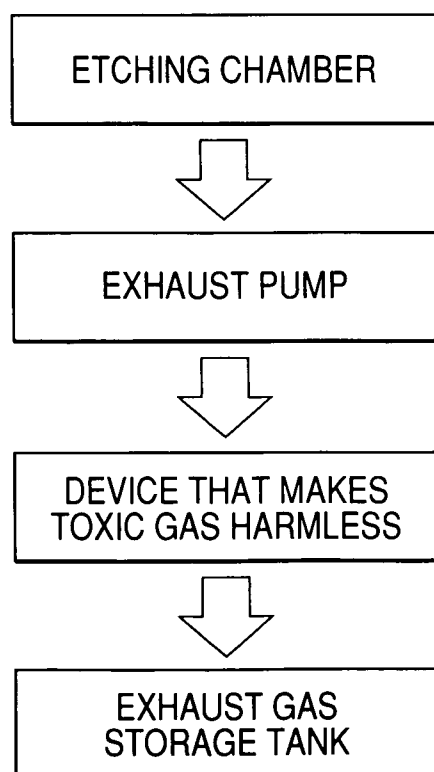 ETCHING CHAMBER
EXHAUST PUMP
DEVICE THAT MAKES
TOXIC GAS HARMLESS
EXHAUST GAS
STORAGE TANK